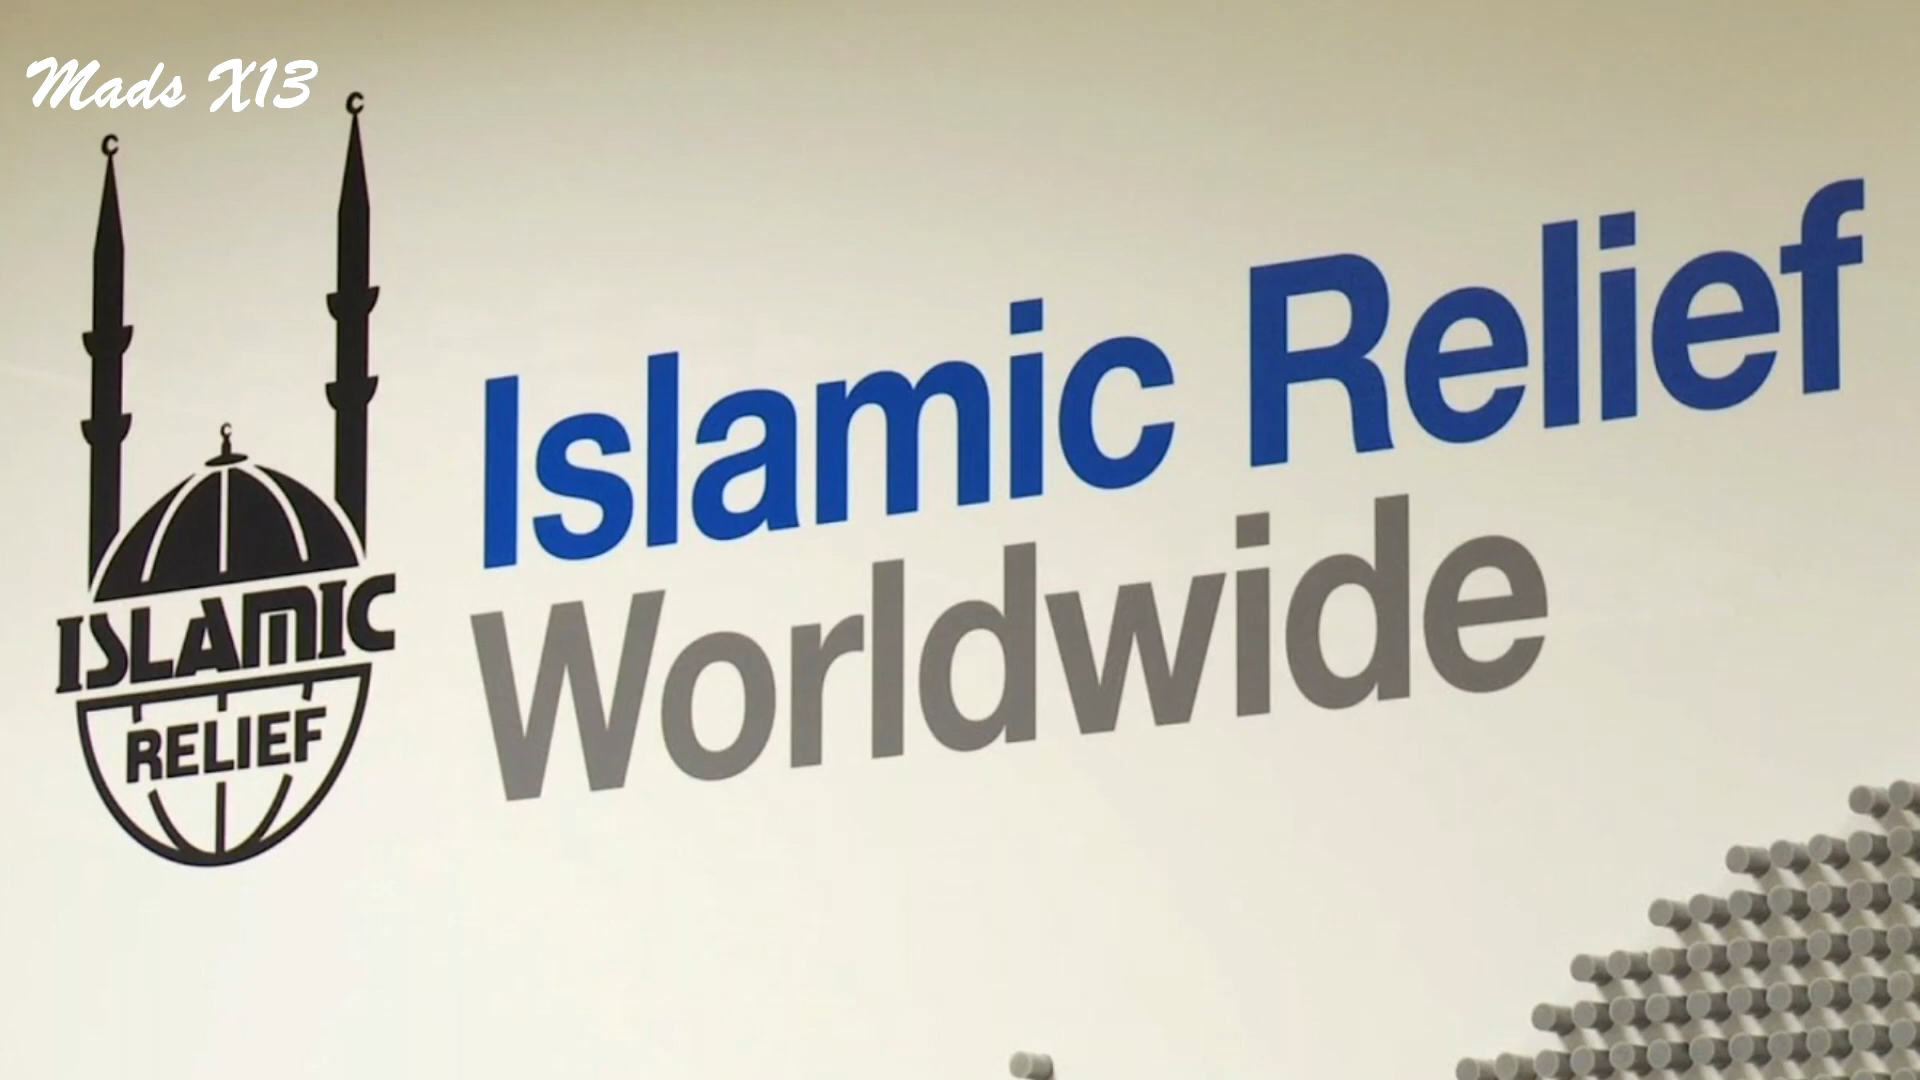 Mads X13
ISLAMIC
RELIEF
Islamic Relief
Worldwide